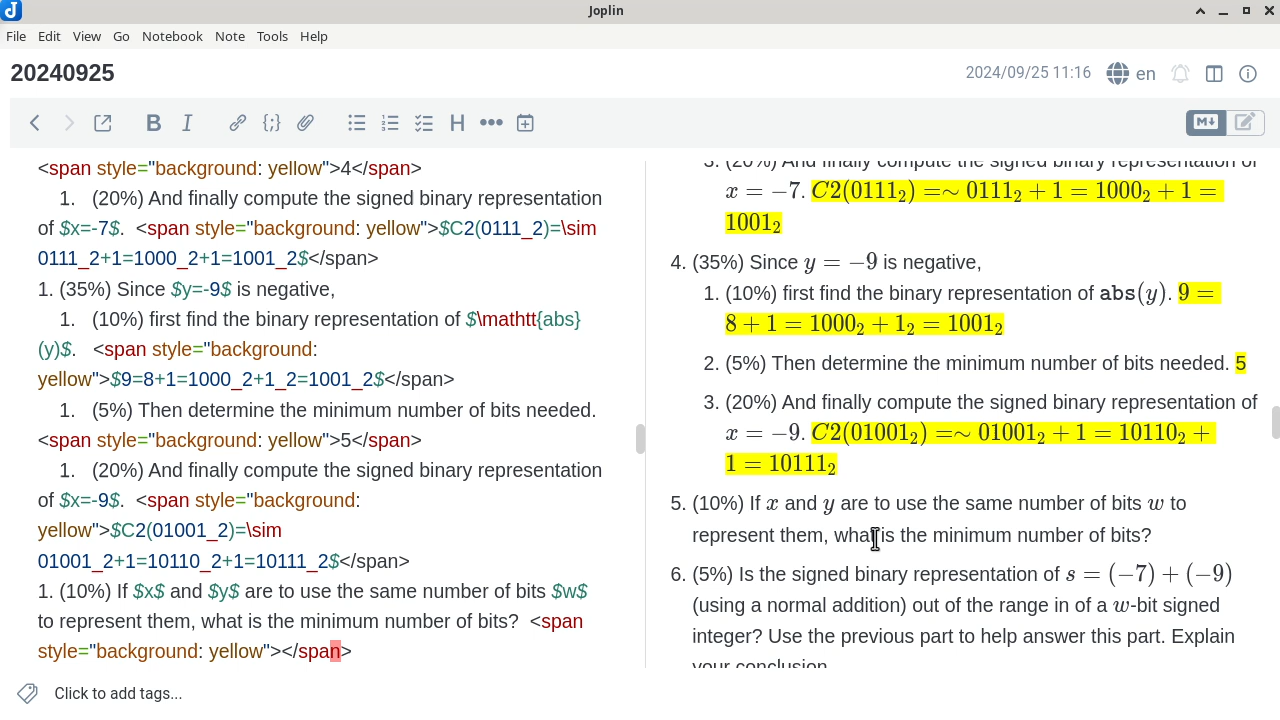 Joplin
File Edit View Go Notebook Note Tools Help
20240925
2024/09/25 11:16 en
<span style="background: yellow">4</span>
1. (20%) And finally compute the signed binary representation
of $x=-7$. <span style="background: yellow">$C2(0111_2)=\sim
0111_2+1=1000_2+1=1001_2$</span>
1. (35%) Since $y=-9$ is negative,
1. (10%) first find the binary representation of $\mathtt{abs}
(y)$. <span style="background:
yellow">$9=8+1=1000_2+1_2=1001_2$</span>
1. (5%) Then determine the minimum number of bits needed.
<span style="background: yellow">5</span>
1. (20%) And finally compute the signed binary representation
of $x=-9$. <span style="background:
yellow">$C2(01001_2)=\sim
01001_2+1=10110_2+1=10111_2$</span>
1. (10%) If $x$ and $y$ are to use the same number of bits $w$
to represent them, what is the minimum number of bits? <span
style="background: yellow"></span>
3. (20%) And finally compute the signed binary representation of
x = −7. C2(0111₂) =∼ 0111₂ + 1 = 1000₂ + 1 =
1001₂
4. (35%) Since y = −9 is negative,
1. (10%) first find the binary representation of abs(y). 9 =
8 + 1 = 1000₂ + 1₂ = 1001₂
2. (5%) Then determine the minimum number of bits needed. 5
3. (20%) And finally compute the signed binary representation of
x = −9. C2(01001₂) =∼ 01001₂ + 1 = 10110₂ +
1 = 10111₂
5. (10%) If x and y are to use the same number of bits w to
represent them, what is the minimum number of bits?
6. (5%) Is the signed binary representation of s = (−7) + (−9)
(using a normal addition) out of the range in of a w-bit signed
integer? Use the previous part to help answer this part. Explain
your conclusion.
Click to add tags...